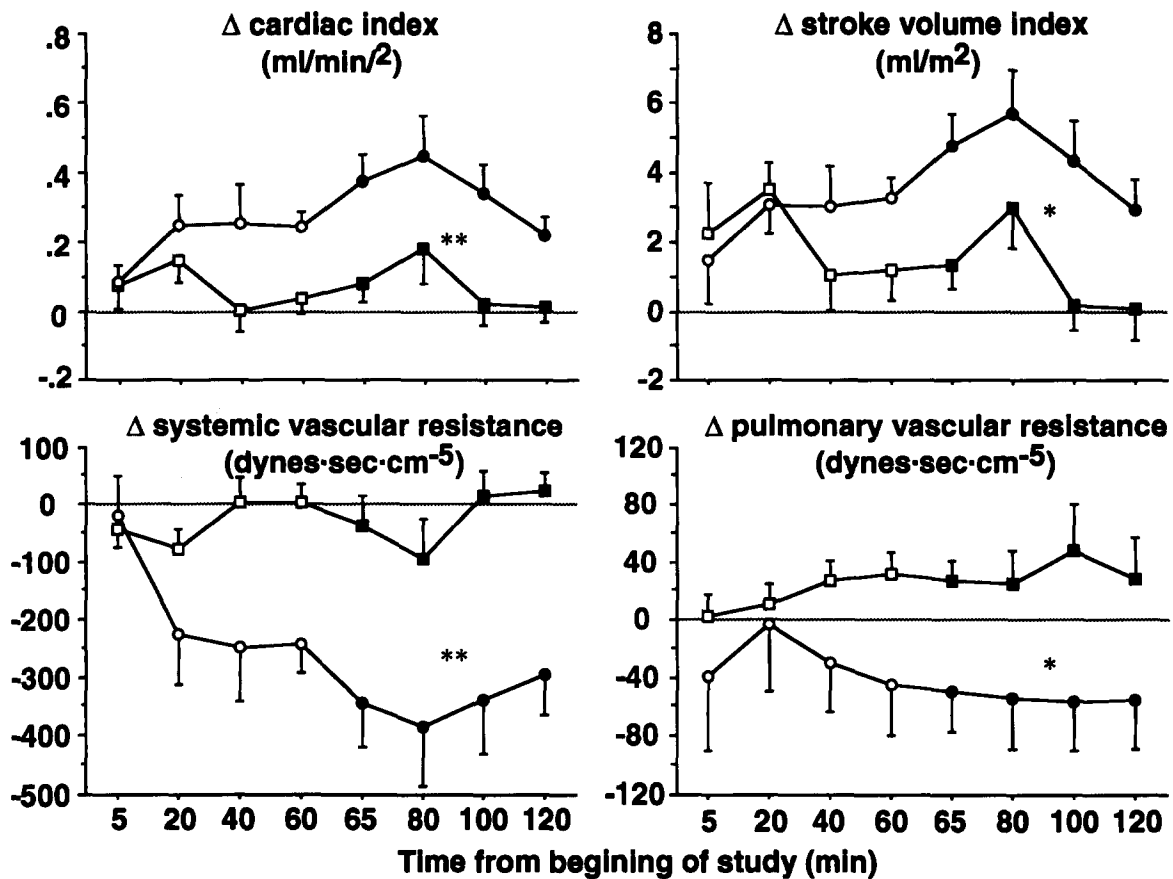 Δ cardiac index
(ml/min/2)
.8
.6
.4
.2
0
-.2
**
Δ stroke volume index
(ml/m2)
8
6
4
2
0
-2
*
Δ systemic vascular resistance
(dynes·sec·cm-5)
100
0
-100
-200
-300
-400
-500
**
5 20 40 60 65 80 100 120
Δ pulmonary vascular resistance
(dynes·sec·cm-5)
120
80
40
0
-40
-80
-120
*
5 20 40 60 65 80 100 120
Time from begining of study (min)